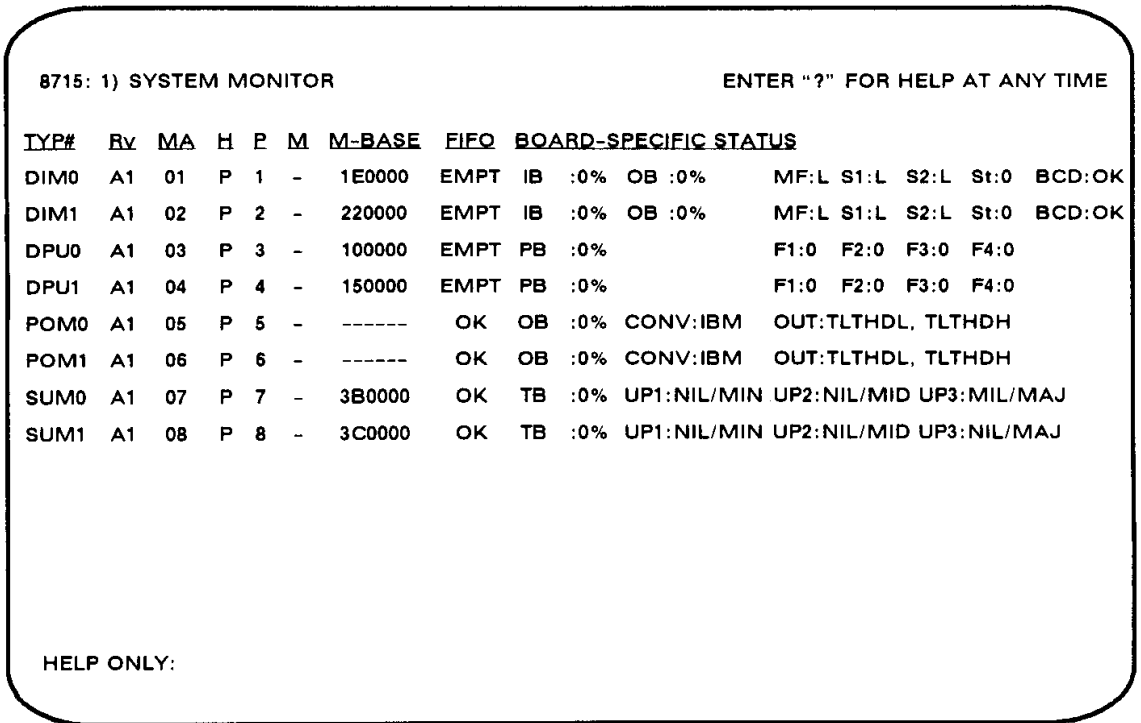 8715: 1) SYSTEM MONITOR ENTER "?" FOR HELP AT ANY TIME
TYP# Rv MA H P M M-BASE FIFO BOARD-SPECIFIC STATUS
DIM0 A1 01 P 1 - 1E0000 EMPT IB :0% OB :0% MF:L S1:L S2:L St:0 BCD:OK
DIM1 A1 02 P 2 - 220000 EMPT IB :0% OB :0% MF:L S1:L S2:L St:0 BCD:OK
DPU0 A1 03 P 3 - 100000 EMPT PB :0% F1:0 F2:0 F3:0 F4:0
DPU1 A1 04 P 4 - 150000 EMPT PB :0% F1:0 F2:0 F3:0 F4:0
POM0 A1 05 P 5 - ------ OK OB :0% CONV:IBM OUT:TLTHDL, TLTHDH
POM1 A1 06 P 6 - ------ OK OB :0% CONV:IBM OUT:TLTHDL, TLTHDH
SUM0 A1 07 P 7 - 3B0000 OK TB :0% UP1:NIL/MIN UP2:NIL/MID UP3:MIL/MAJ
SUM1 A1 08 P 8 - 3C0000 OK TB :0% UP1:NIL/MIN UP2:NIL/MID UP3:NIL/MAJ
HELP ONLY: